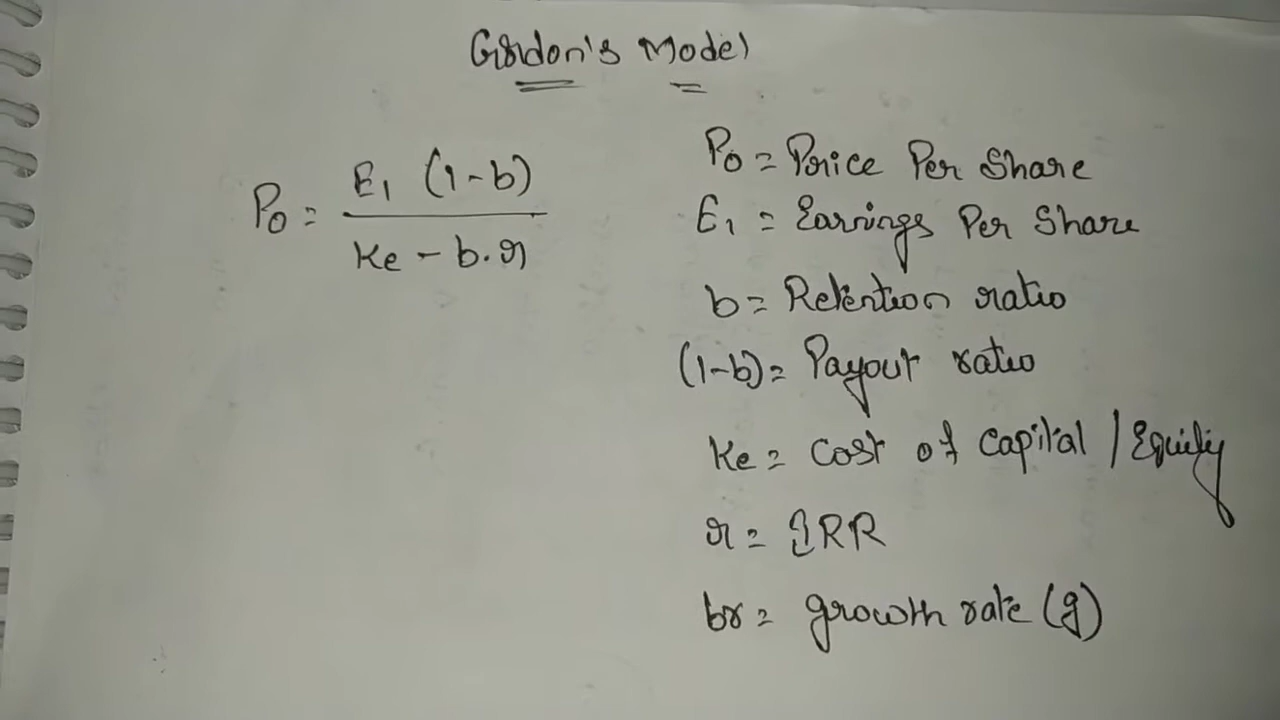 Gordon's Model
P₀ = E₁ (1-b) / Ke - b.r
P₀ = Price Per Share
E₁ = Earnings Per Share
b = Retention ratio
(1-b) = Payout ratio
Ke = Cost of Capital / Equity
r = IRR
br = growth rate (g)